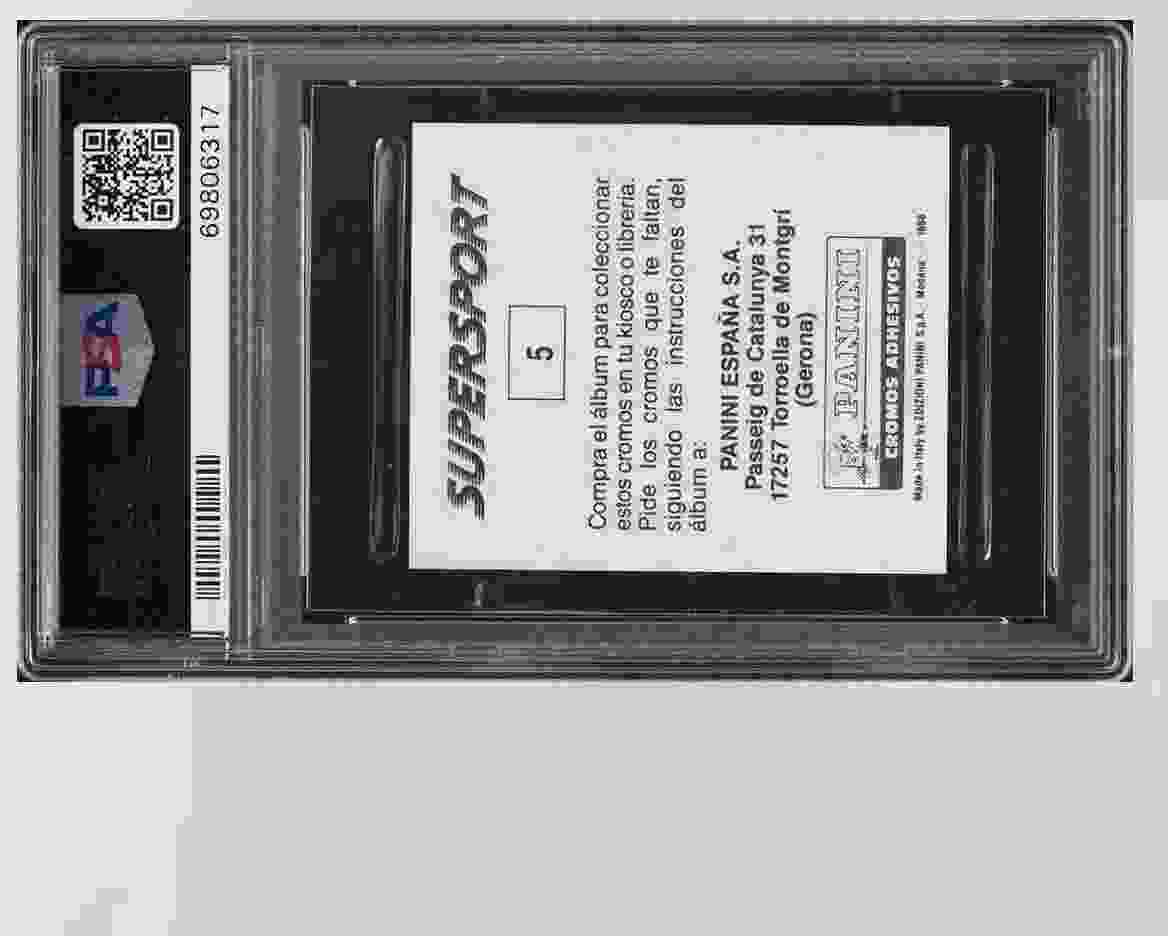 PSA
69806317
SUPERSPORT
5
Compra el álbum para coleccionar
estos cromos en tu kiosco o librería.
Pide los cromos que te faltan,
siguiendo las instrucciones del
álbum a:
PANINI ESPAÑA S.A.
Passeig de Catalunya 31
17257 Torroella de Montgrí
(Gerona)
PANINI
CROMOS ADHESIVOS
Made in Italy by EDIZIONI PANINI S.p.A. - Modena